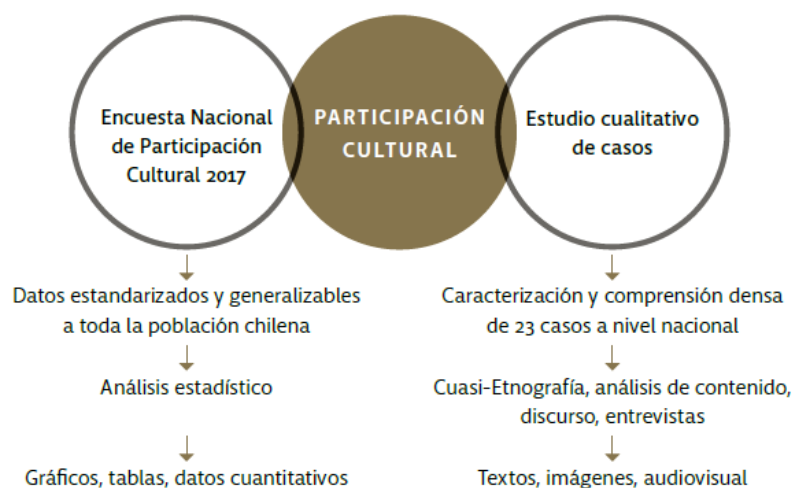 Encuesta Nacional
de Participación
Cultural 2017
PARTICIPACIÓN
CULTURAL
Estudio cualitativo
de casos
Datos estandarizados y generalizables
a toda la población chilena
Análisis estadístico
Gráficos, tablas, datos cuantitativos
Caracterización y comprensión densa
de 23 casos a nivel nacional
Cuasi-Etnografía, análisis de contenido,
discurso, entrevistas
Textos, imágenes, audiovisual